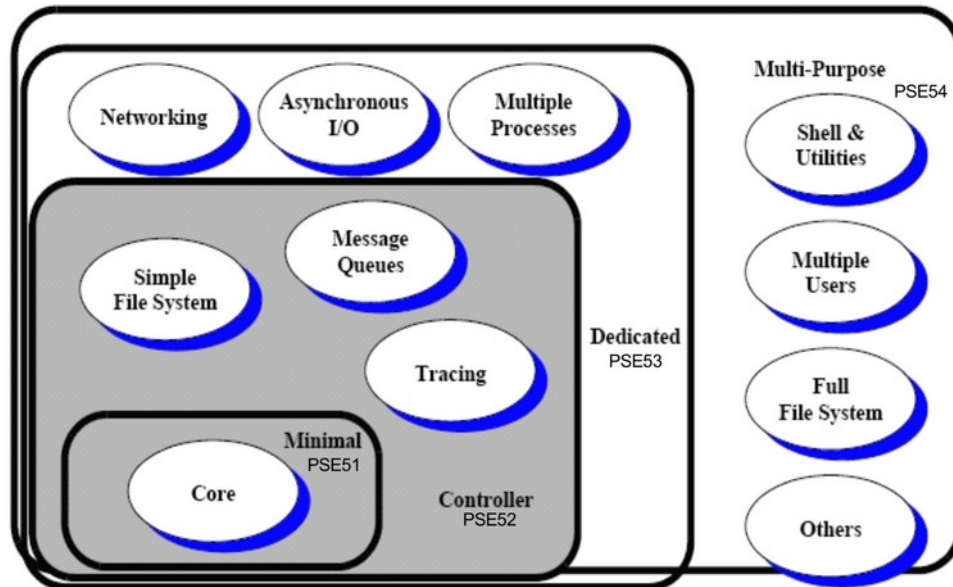 Multi-Purpose
PSE54
Networking
Asynchronous
I/O
Multiple
Processes
Shell &
Utilities
Message
Queues
Simple
File System
Multiple
Users
Dedicated
PSE53
Tracing
Full
File System
Minimal
PSE51
Core
Controller
PSE52
Others